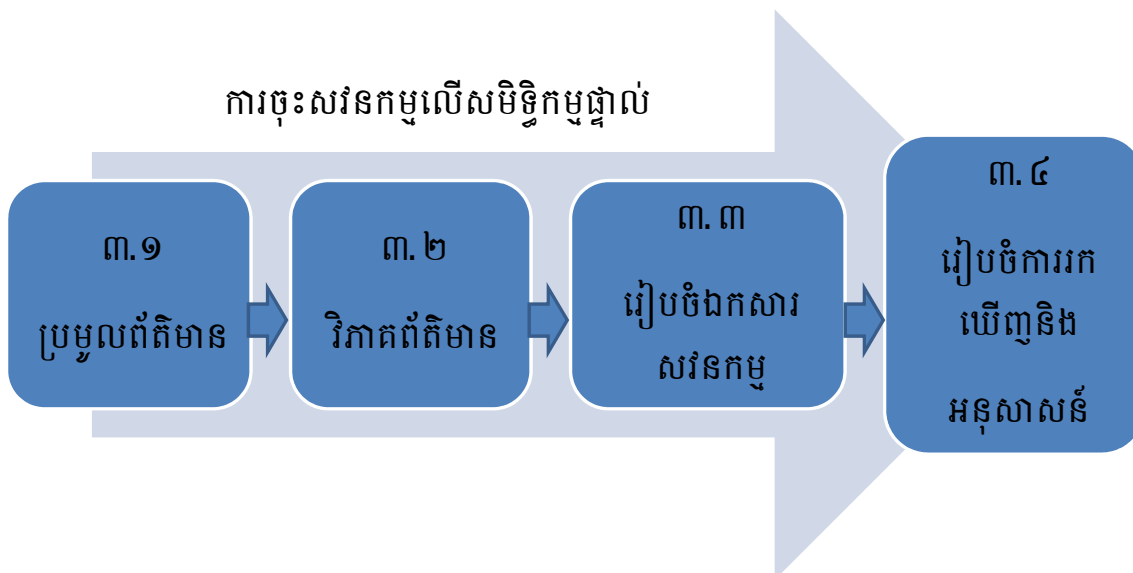 ការចុះសវនកម្មលើសមិទ្ធិកម្មផ្ទាល់
៣.១
ប្រមូលព័ត៌មាន
៣.២
វិភាគព័ត៌មាន
៣.៣
រៀបចំឯកសារ
សវនកម្ម
៣.៤
រៀបចំការរក
ឃើញនិង
អនុសាសន៍